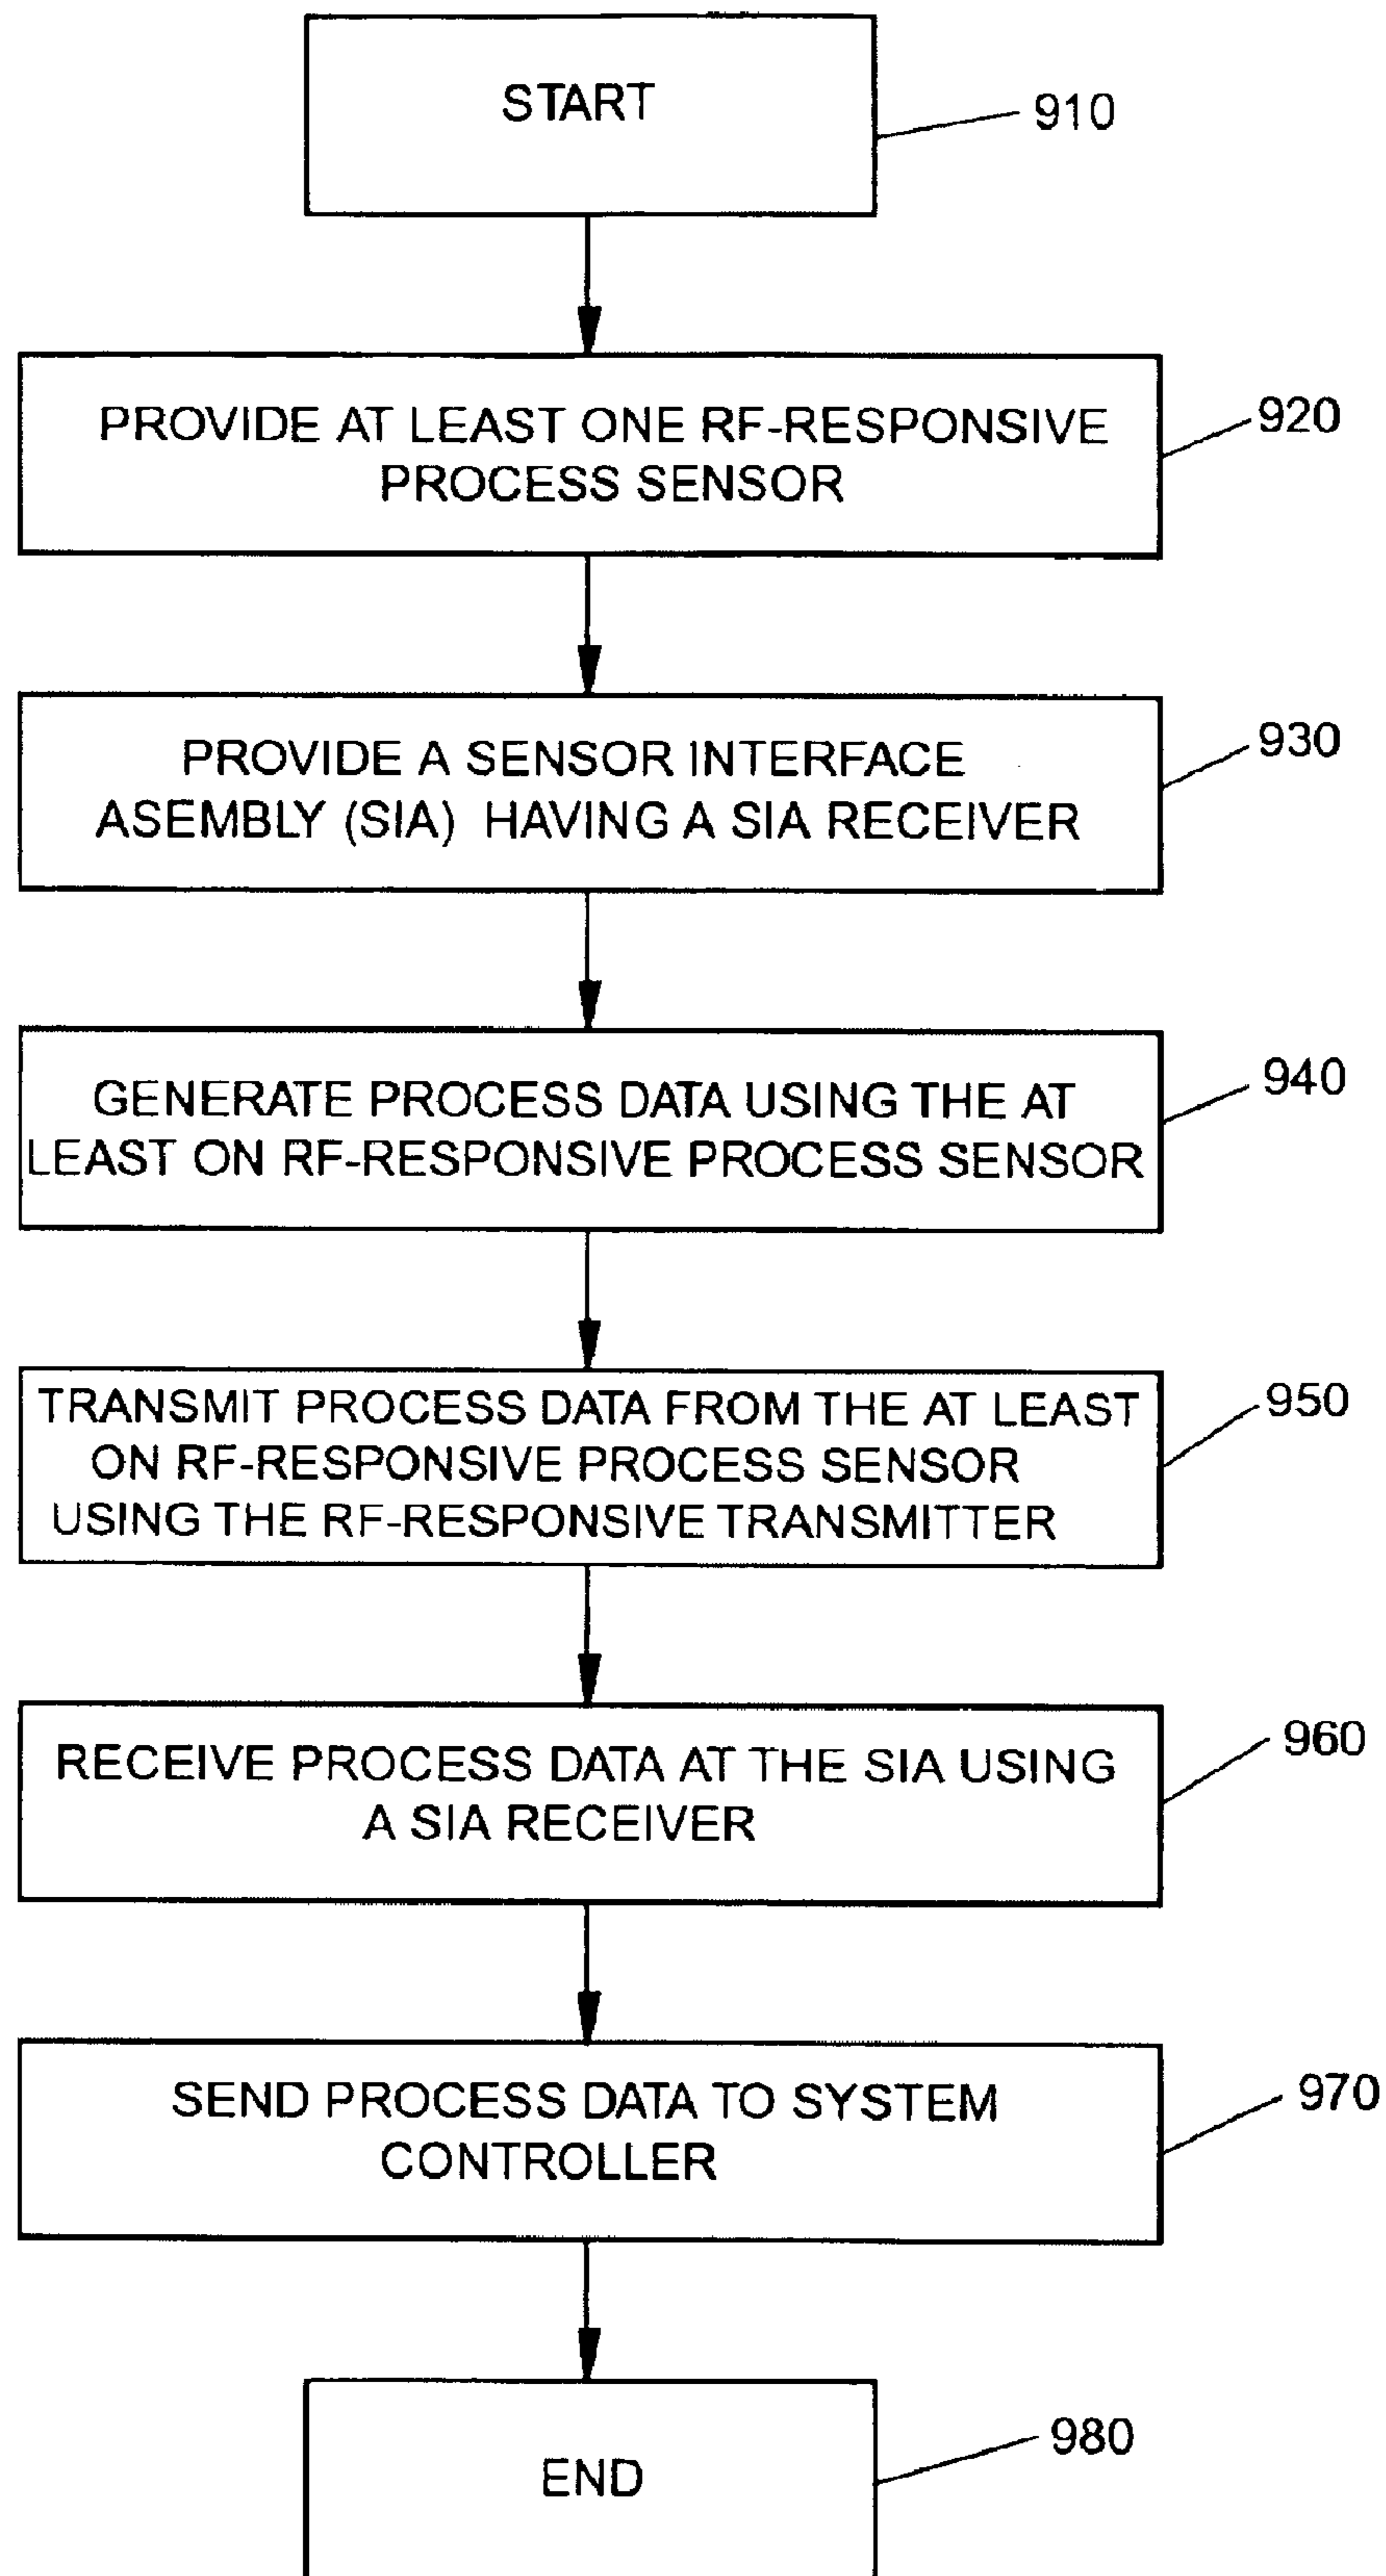 START
910
PROVIDE AT LEAST ONE RF-RESPONSIVE
PROCESS SENSOR
920
PROVIDE A SENSOR INTERFACE
ASEMBLY (SIA) HAVING A SIA RECEIVER
930
GENERATE PROCESS DATA USING THE AT
LEAST ON RF-RESPONSIVE PROCESS SENSOR
940
TRANSMIT PROCESS DATA FROM THE AT LEAST
ON RF-RESPONSIVE PROCESS SENSOR
USING THE RF-RESPONSIVE TRANSMITTER
950
RECEIVE PROCESS DATA AT THE SIA USING
A SIA RECEIVER
960
SEND PROCESS DATA TO SYSTEM
CONTROLLER
970
END
980